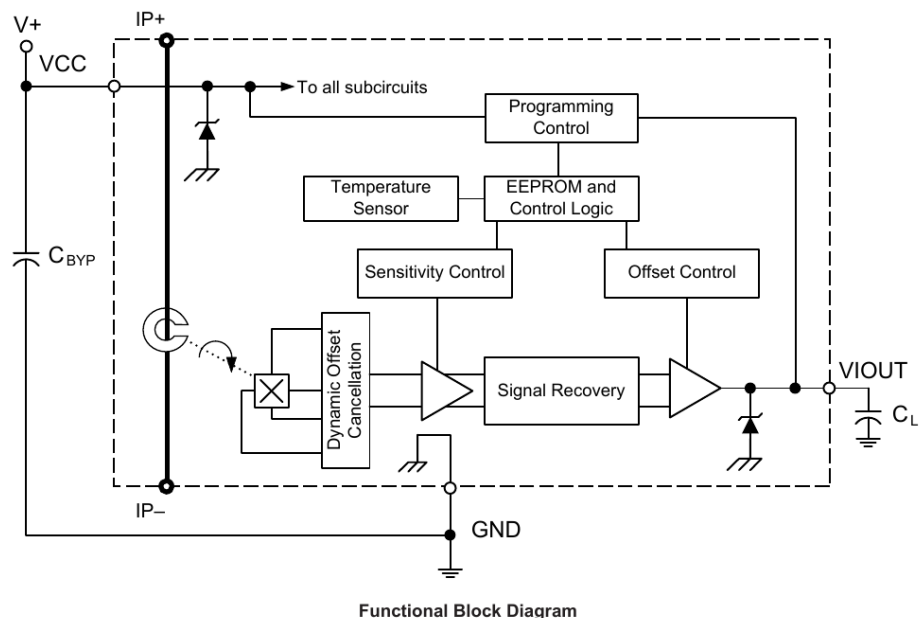 V+
IP+
VCC
To all subcircuits
Programming
Control
Temperature
Sensor
EEPROM and
Control Logic
CBYP
Sensitivity Control
Offset Control
Dynamic Offset
Cancellation
Signal Recovery
VIOUT
CL
IP–
GND
Functional Block Diagram